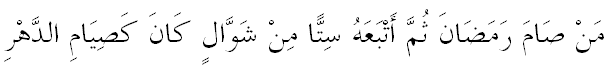 مَنْ صَامَ رَمَضَانَ ثُمَّ أَتْبَعَهُ سِتًّا مِنْ شَوَّالٍ كَانَ كَصِيَامِ الدَّهْرِ